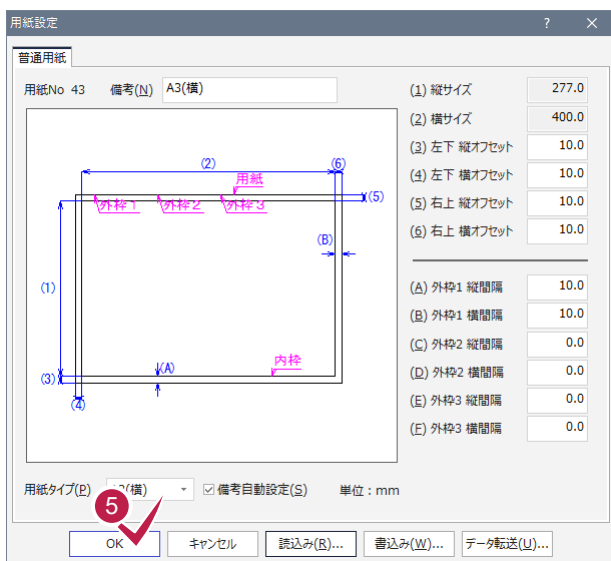 用紙設定 ? ×
普通用紙
用紙No 43 備考(N) A3(横)
(1) 縦サイズ 277.0
(2) 横サイズ 400.0
(3) 左下 縦オフセット 10.0
(4) 左下 横オフセット 10.0
(5) 右上 縦オフセット 10.0
(6) 右上 横オフセット 10.0
(A) 外枠1 縦間隔 10.0
(B) 外枠1 横間隔 10.0
(C) 外枠2 縦間隔 0.0
(D) 外枠2 横間隔 0.0
(E) 外枠3 縦間隔 0.0
(F) 外枠3 横間隔 0.0
(2) (6)
用紙
(5)
外枠1 外枠2 外枠3
(B)
(1)
内枠
(A)
(3)
(4)
用紙タイプ(P) A3(横) 備考自動設定(S) 単位：mm
5
OK キャンセル 読込み(R)... 書込み(W)... データ転送(U)...